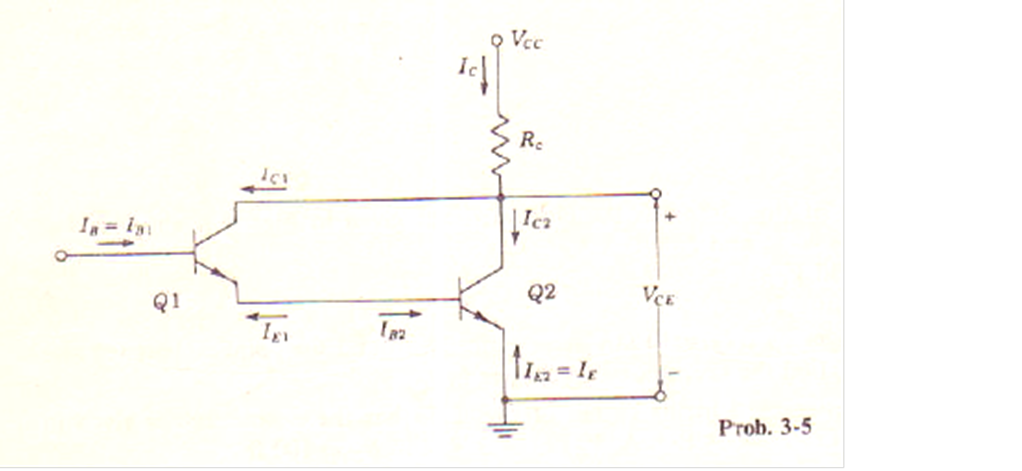 V_CC
I_C
R_c
I_C1
I_B = I_B1
I_C2
+
Q1
Q2
V_CE
I_E1
I_B2
I_E2 = I_E
−
Prob. 3-5